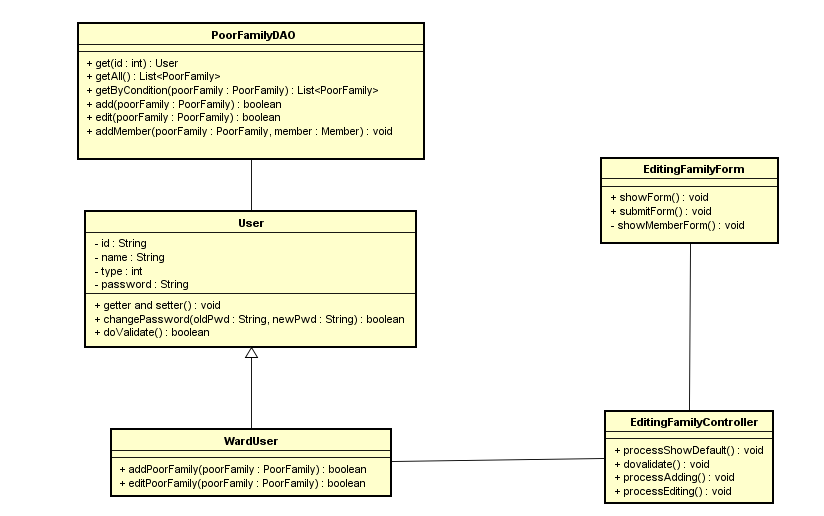 PoorFamilyDAO
+ get(id : int) : User
+ getAll() : List<PoorFamily>
+ getByCondition(poorFamily : PoorFamily) : List<PoorFamily>
+ add(poorFamily : PoorFamily) : boolean
+ edit(poorFamily : PoorFamily) : boolean
+ addMember(poorFamily : PoorFamily, member : Member) : void
User
- id : String
- name : String
- type : int
- password : String
+ getter and setter() : void
+ changePassword(oldPwd : String, newPwd : String) : boolean
+ doValidate() : boolean
WardUser
+ addPoorFamily(poorFamily : PoorFamily) : boolean
+ editPoorFamily(poorFamily : PoorFamily) : boolean
EditingFamilyForm
+ showForm() : void
+ submitForm() : void
- showMemberForm() : void
EditingFamilyController
+ processShowDefault() : void
+ dovalidate() : void
+ processAdding() : void
+ processEditing() : void